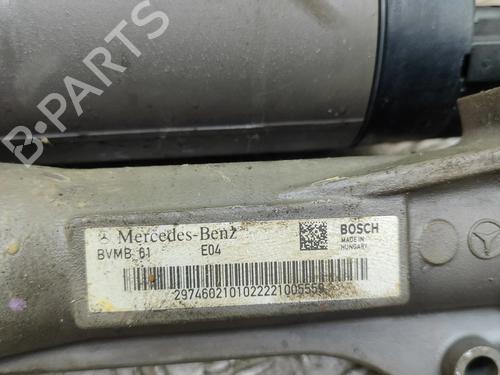 B-PARTS
Mercedes-Benz
BVMB 61 E04
BOSCH
MADE IN
HUNGARY
2974602101022221005559